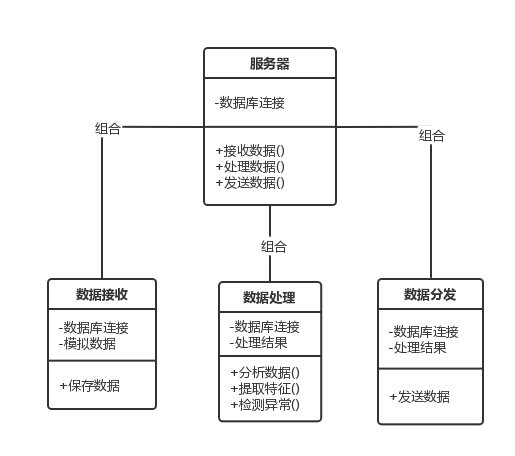 服务器
-数据库连接
+接收数据()
+处理数据()
+发送数据()
组合
组合
组合
数据接收
-数据库连接
-模拟数据
+保存数据
数据处理
-数据库连接
-处理结果
+分析数据()
+提取特征()
+检测异常()
数据分发
-数据库连接
-处理结果
+发送数据